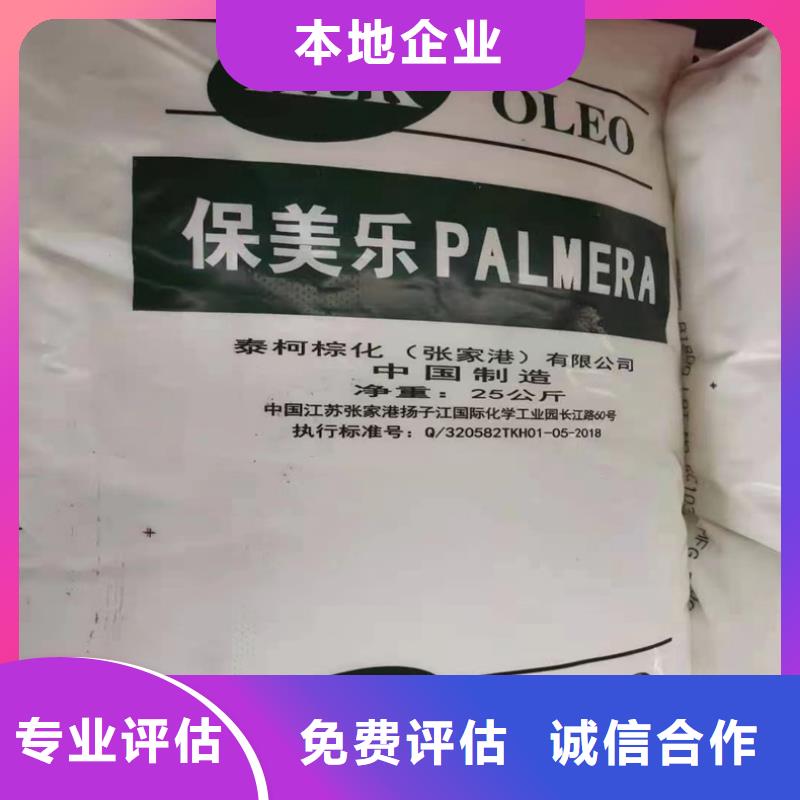 本地企业
OLEO
保美乐PALMERA
泰柯棕化（张家港）有限公司
中国制造
净重：25公斤
中国江苏张家港扬子江国际化学工业园长江路60号
执行标准号：Q/320582TKH01-05-2018
专业评估 免费评估 诚信合作